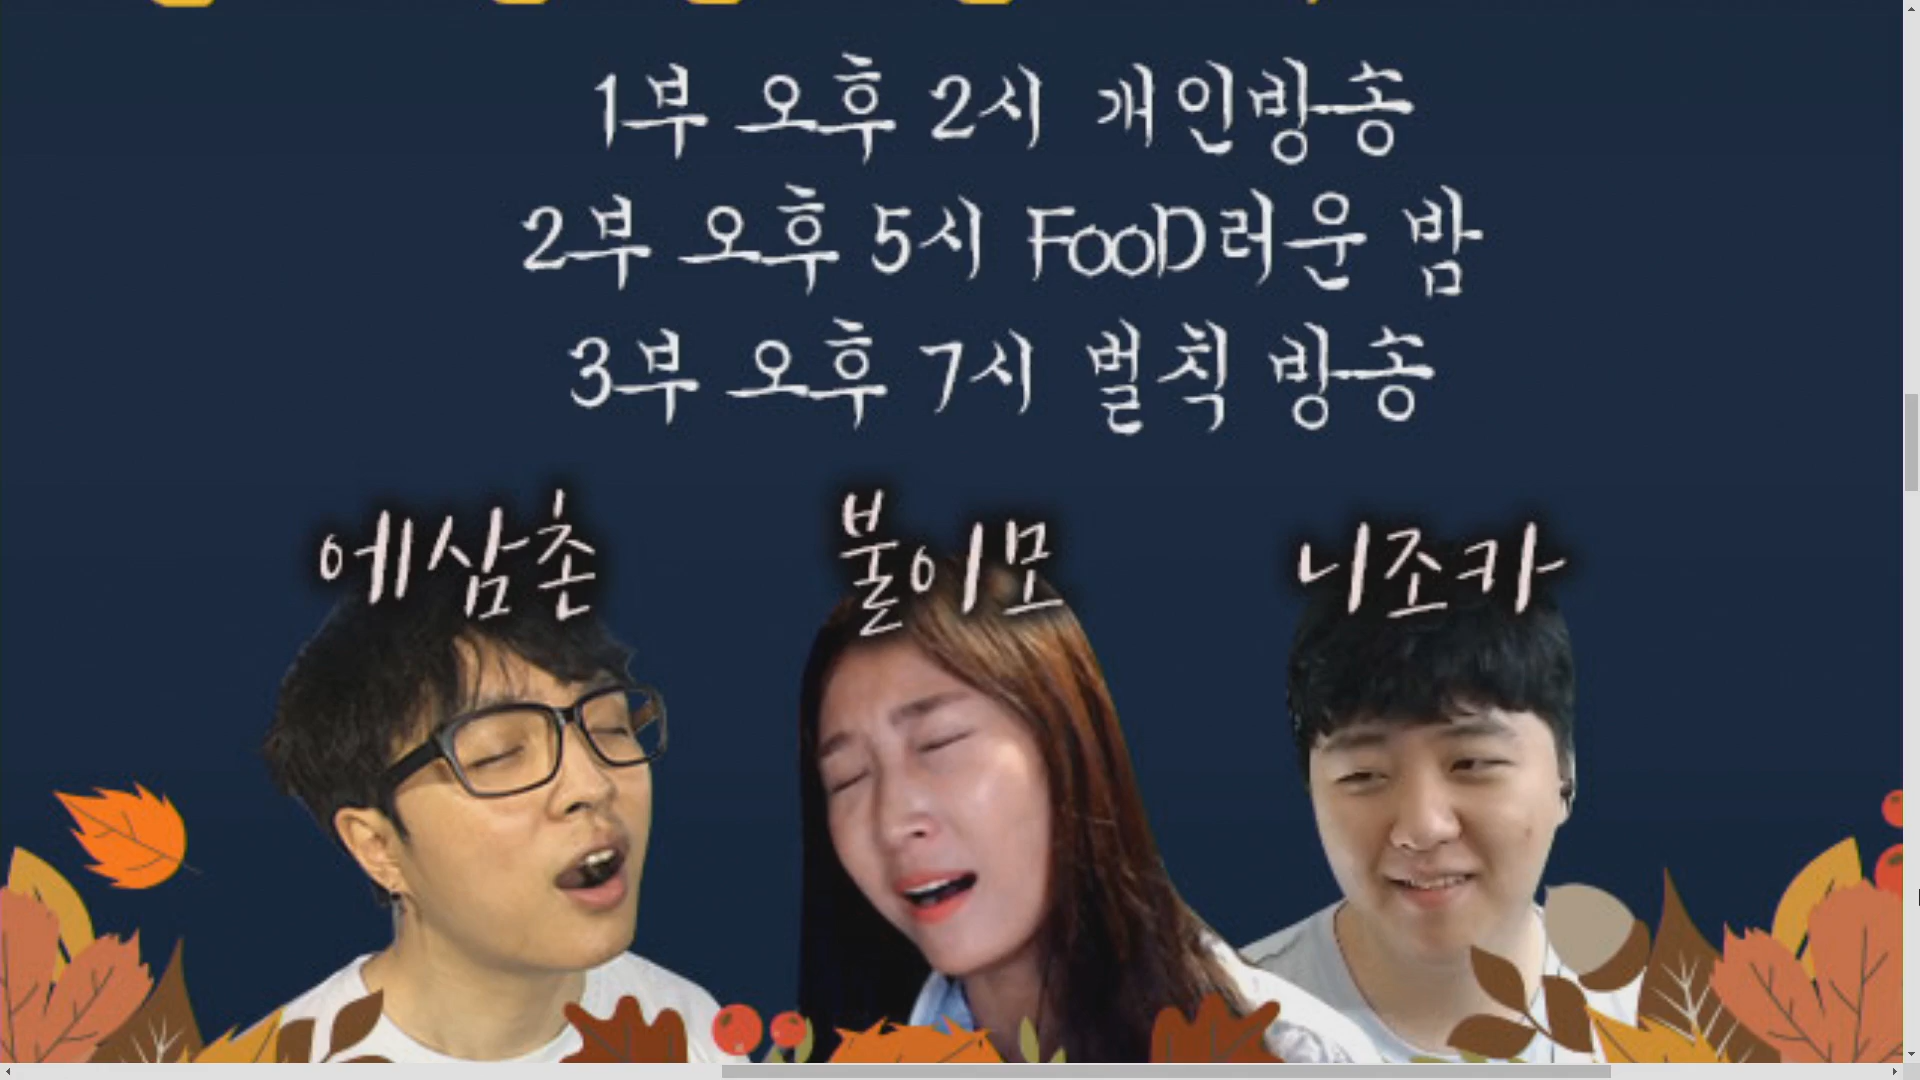 1부 오후 2시 개인방송
2부 오후 5시 FooD러운 밤
3부 오후 7시 벌칙 방송
에삼촌
불이모
니조카